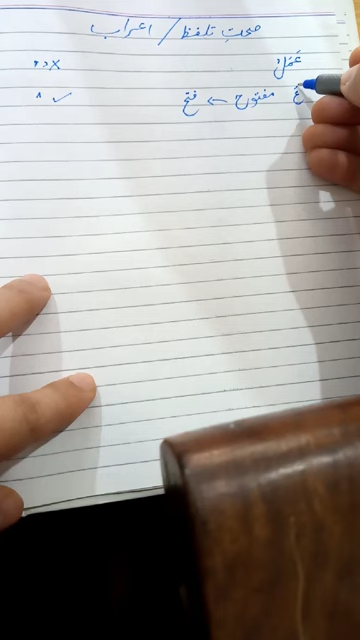 صحتِ تلفظ / اعراب
عَمَل
عَ مفتوح ← فتح ✓